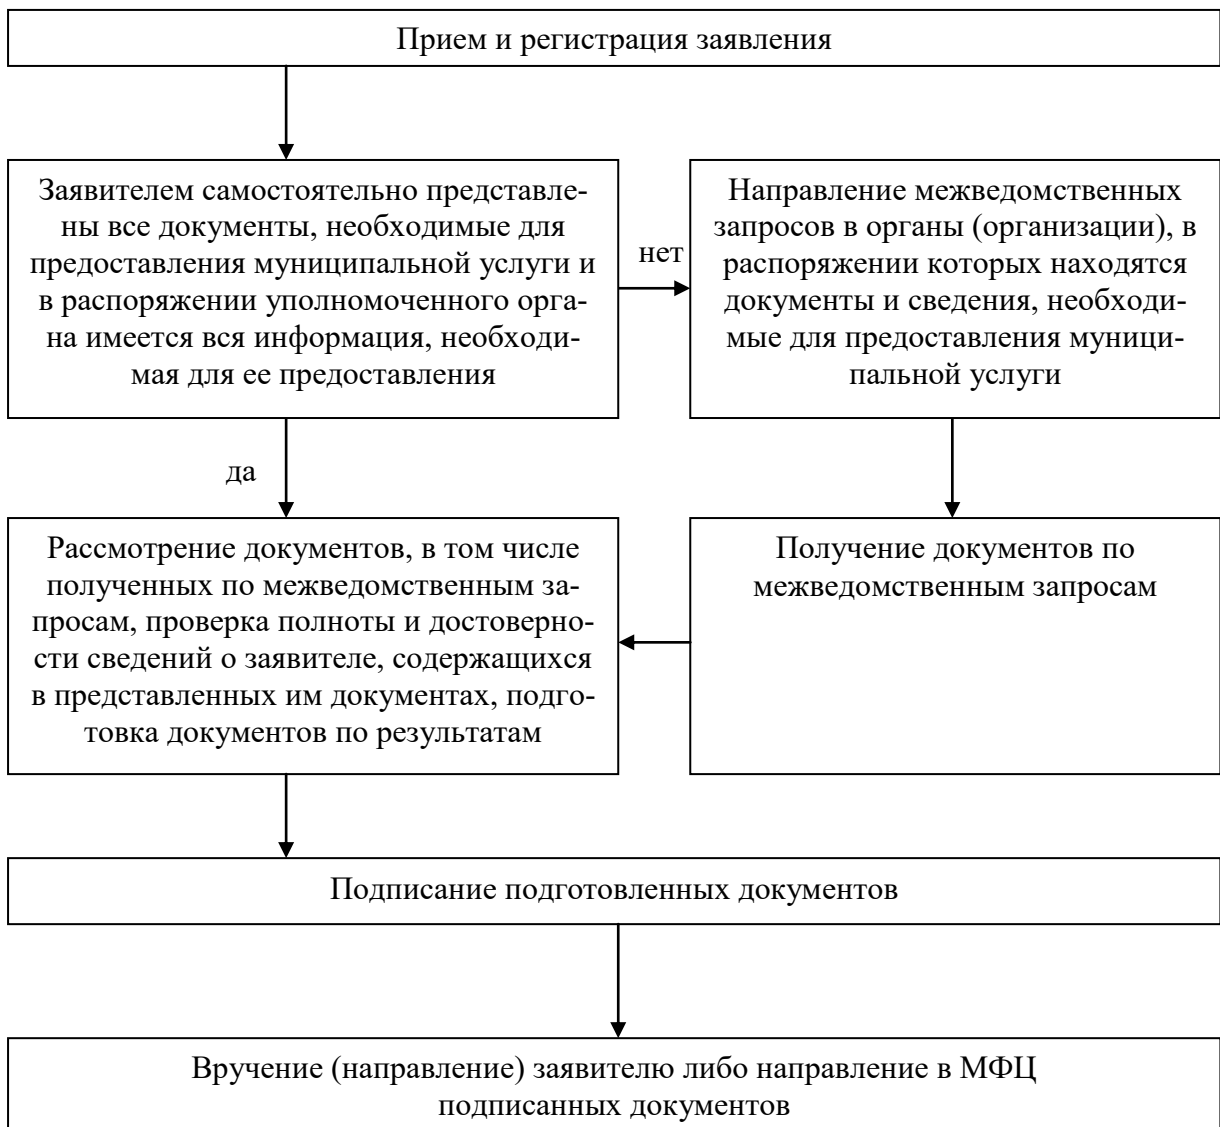 Прием и регистрация заявления
Заявителем самостоятельно представле-
ны все документы, необходимые для
предоставления муниципальной услуги и
в распоряжении уполномоченного орга-
на имеется вся информация, необходи-
мая для ее предоставления
нет
Направление межведомственных
запросов в органы (организации), в
распоряжении которых находятся
документы и сведения, необходи-
мые для предоставления муници-
пальной услуги
да
Рассмотрение документов, в том числе
полученных по межведомственным за-
просам, проверка полноты и достоверно-
сти сведений о заявителе, содержащихся
в представленных им документах, подго-
товка документов по результатам
Получение документов по
межведомственным запросам
Подписание подготовленных документов
Вручение (направление) заявителю либо направление в МФЦ
подписанных документов